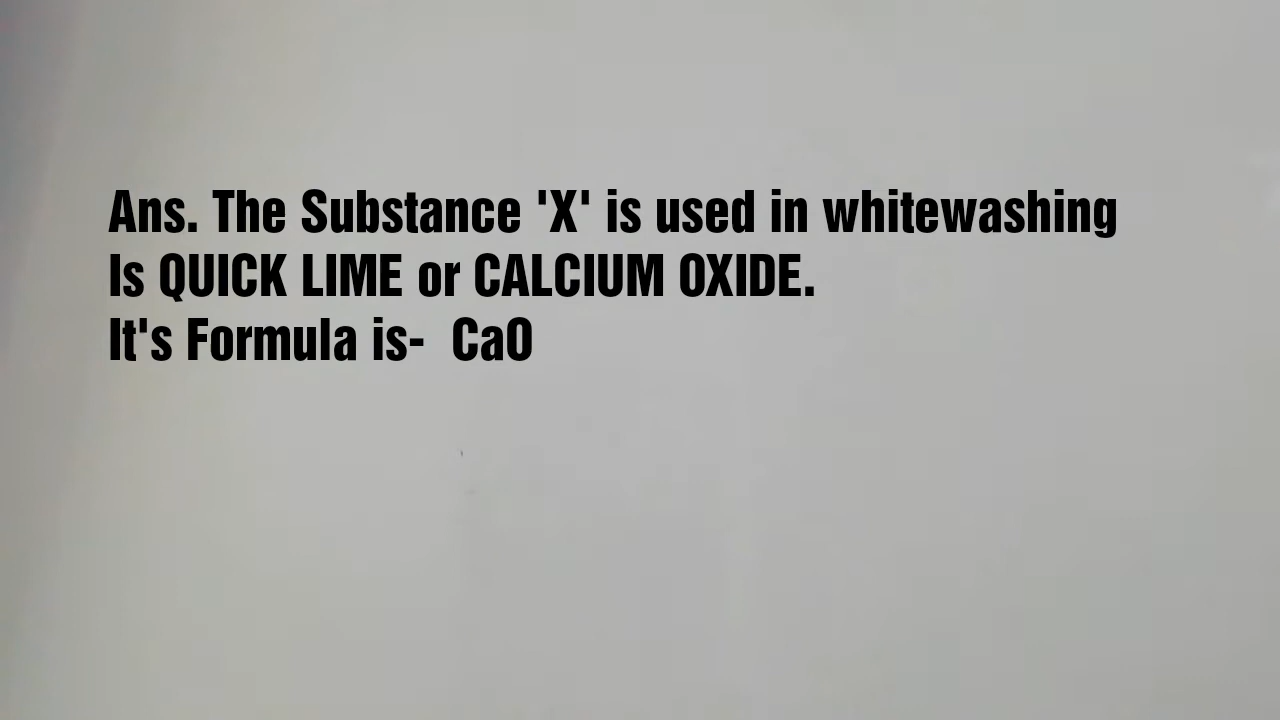 Ans. The Substance 'X' is used in whitewashing
Is QUICK LIME or CALCIUM OXIDE.
It's Formula is- CaO